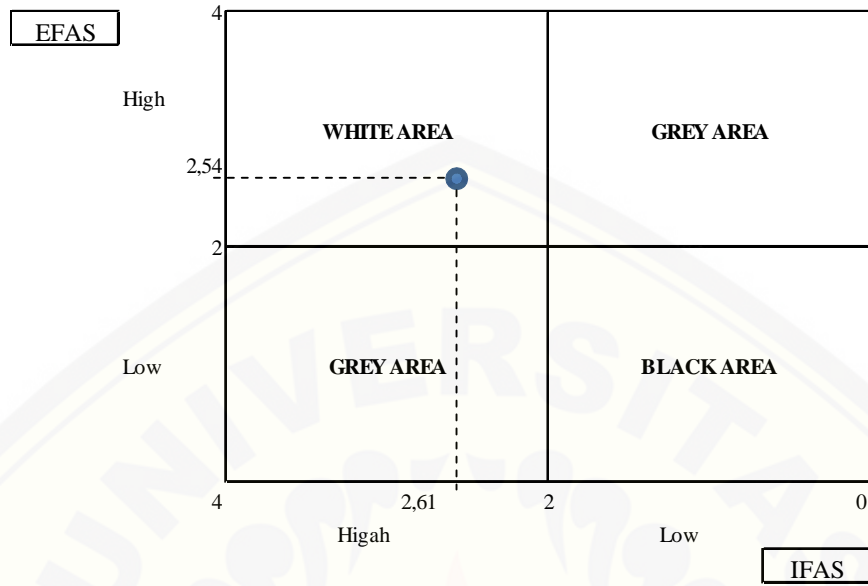 4
EFAS
High
WHITE AREA
GREY AREA
2,54
2
Low
GREY AREA
BLACK AREA
4
2,61
2
0
Higah
Low
IFAS
UNIVERSITA